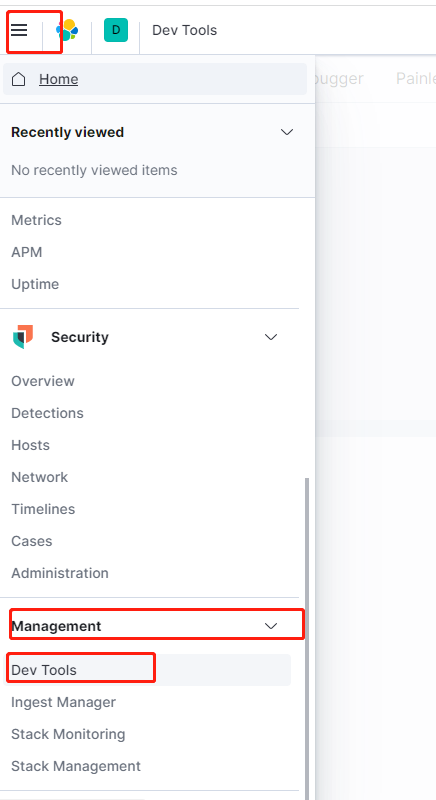 D Dev Tools
Home
bugger Painle
Recently viewed
No recently viewed items
Metrics
APM
Uptime
Security
Overview
Detections
Hosts
Network
Timelines
Cases
Administration
Management
Dev Tools
Ingest Manager
Stack Monitoring
Stack Management